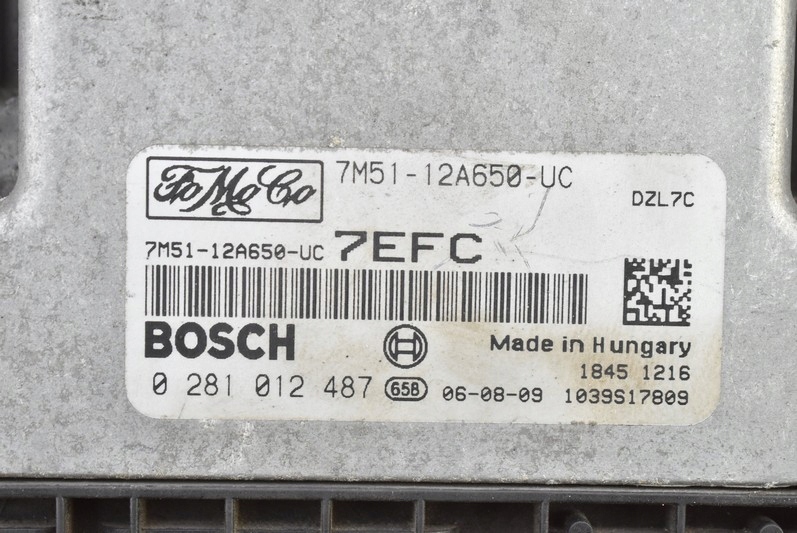 FoMoCo 7M51-12A650-UC
DZL7C
7M51-12A650-UC 7EFC
BOSCH
Made in Hungary
1845 1216
0 281 012 487 658 06-08-09 1039S17809